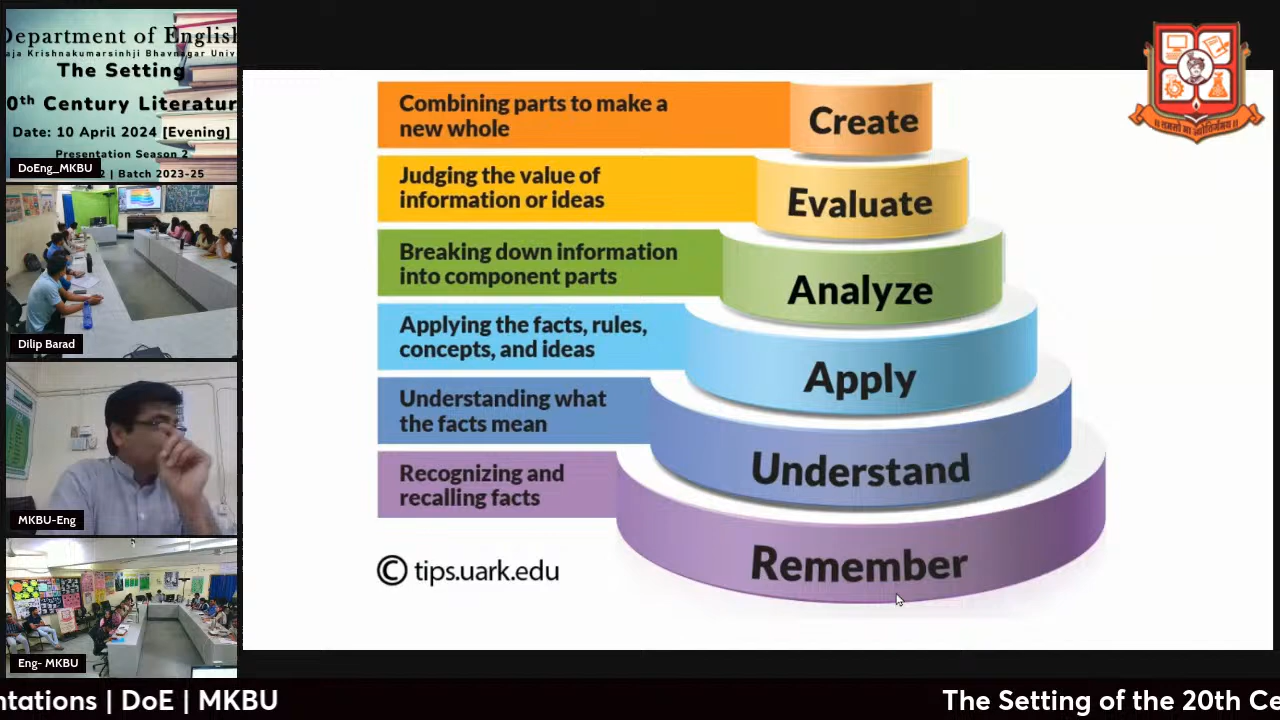 Department of English
The Setting
Century
Date: 10 April 2024 [Evening]
Presentation Season 2
2 | Batch 2023-25
DoEng_MKBU
Dilip Barad
MKBU-Eng
Eng- MKBU
Combining parts to make a
new whole
Create
Judging the value of
information or ideas
Evaluate
Breaking down information
into component parts
Analyze
Applying the facts, rules,
concepts, and ideas
Apply
Understanding what
the facts mean
Understand
Recognizing and
recalling facts
Remember
© tips.uark.edu
ntations | DoE | MKBU
The Setting of the 20th Ce